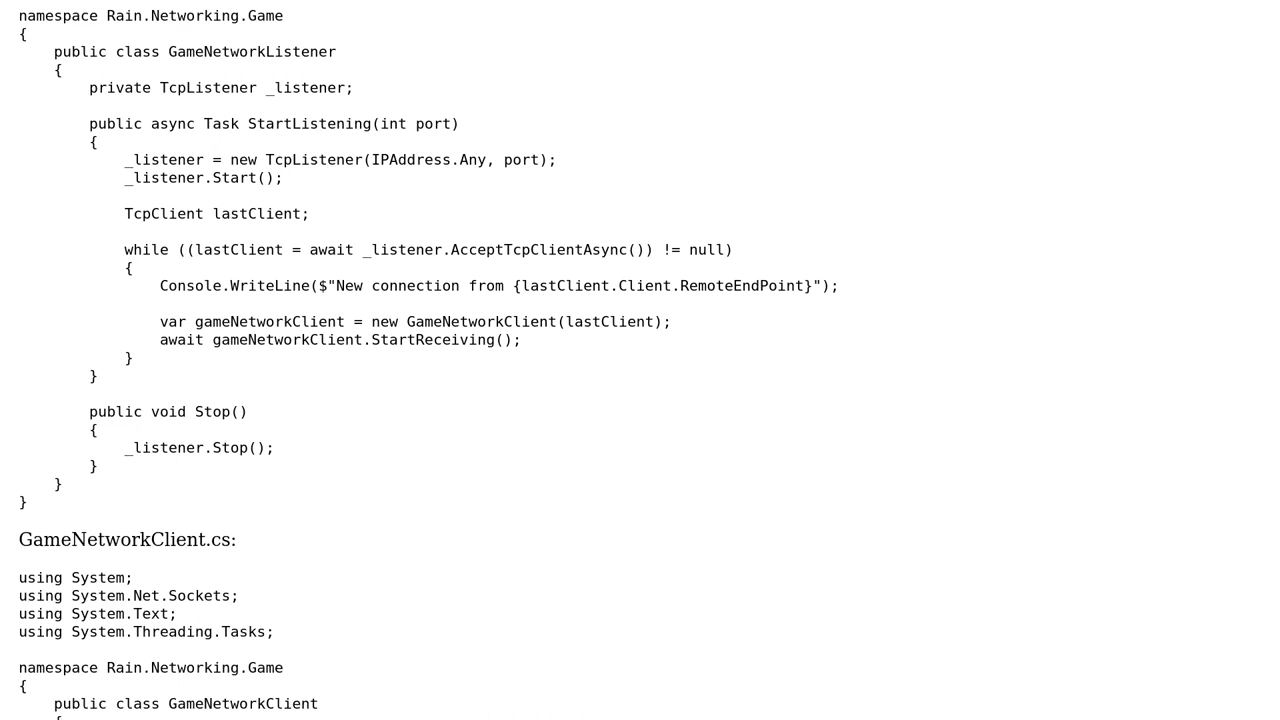 namespace Rain.Networking.Game
{
    public class GameNetworkListener
    {
        private TcpListener _listener;

        public async Task StartListening(int port)
        {
            _listener = new TcpListener(IPAddress.Any, port);
            _listener.Start();

            TcpClient lastClient;

            while ((lastClient = await _listener.AcceptTcpClientAsync()) != null)
            {
                Console.WriteLine($"New connection from {lastClient.Client.RemoteEndPoint}");

                var gameNetworkClient = new GameNetworkClient(lastClient);
                await gameNetworkClient.StartReceiving();
            }
        }

        public void Stop()
        {
            _listener.Stop();
        }
    }
}
GameNetworkClient.cs:
using System;
using System.Net.Sockets;
using System.Text;
using System.Threading.Tasks;

namespace Rain.Networking.Game
{
    public class GameNetworkClient
    {